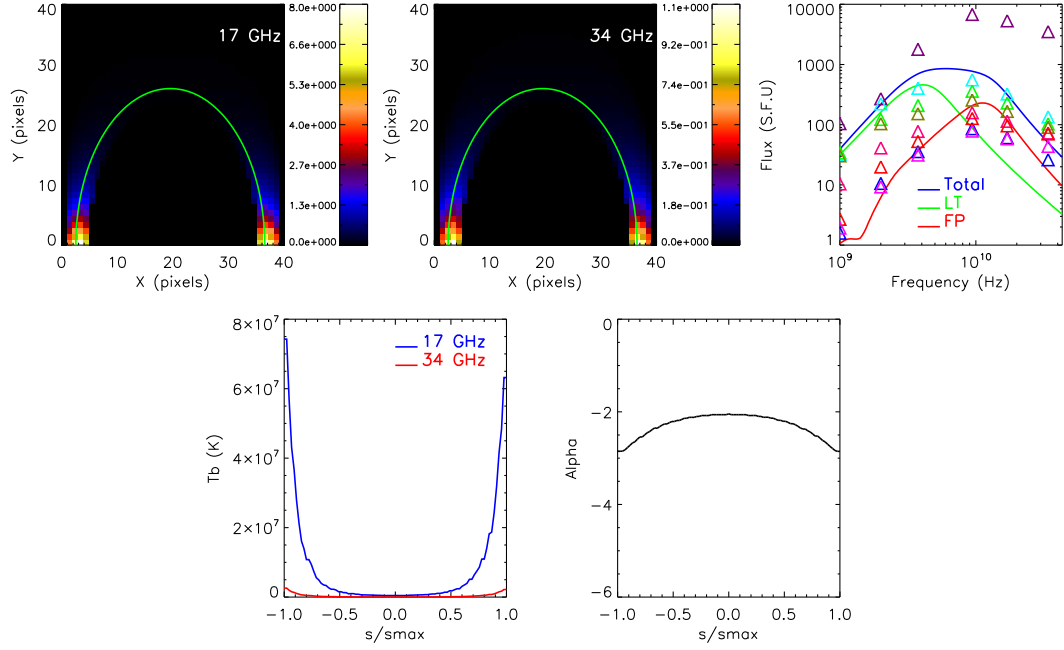 17 GHz
Y (pixels)
40
30
20
10
0
0 10 20 30 40
X (pixels)
8.0e+000
6.7e+000
5.3e+000
4.0e+000
2.7e+000
1.3e+000
0.0e+000
34 GHz
Y (pixels)
40
30
20
10
0
0 10 20 30 40
X (pixels)
1.1e+000
9.2e-001
7.3e-001
5.5e-001
3.7e-001
1.8e-001
0.0e+000
Flux (S.F.U)
10000
1000
100
10
1
Total
LT
FP
10^9 10^10
Frequency (Hz)
Tb (K)
8×10^7
6×10^7
4×10^7
2×10^7
0
17 GHz
34 GHz
-1.0 -0.5 0.0 0.5 1.0
s/smax
Alpha
0
-2
-4
-6
-1.0 -0.5 0.0 0.5 1.0
s/smax